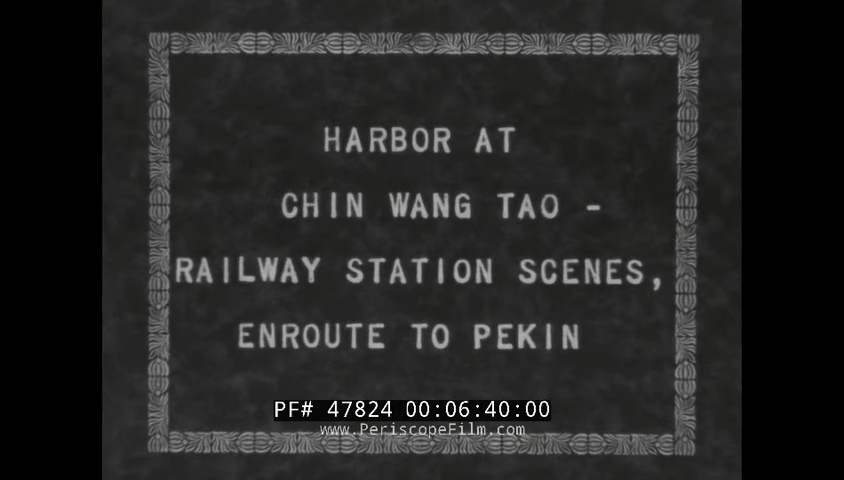 HARBOR AT
CHIN WANG TAO -
RAILWAY STATION SCENES,
ENROUTE TO PEKIN
PF# 47824 00:06:40:00
www.PeriscopeFilm.com